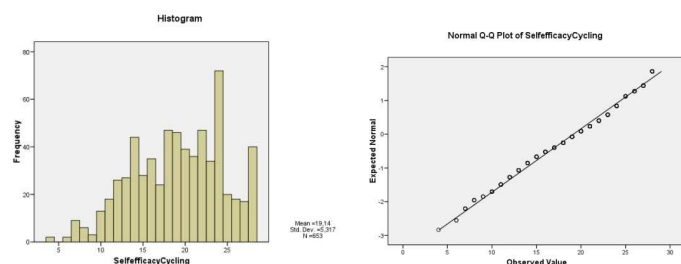 Histogram
80
60
40
20
0
Frequency
5
10
15
20
25
SelfefficacyCycling
Mean =19,14
Std. Dev. =5,317
N =653
Normal Q-Q Plot of SelfefficacyCycling
2
1
0
-1
-2
-3
Expected Normal
0
5
10
15
20
25
30
Observed Value